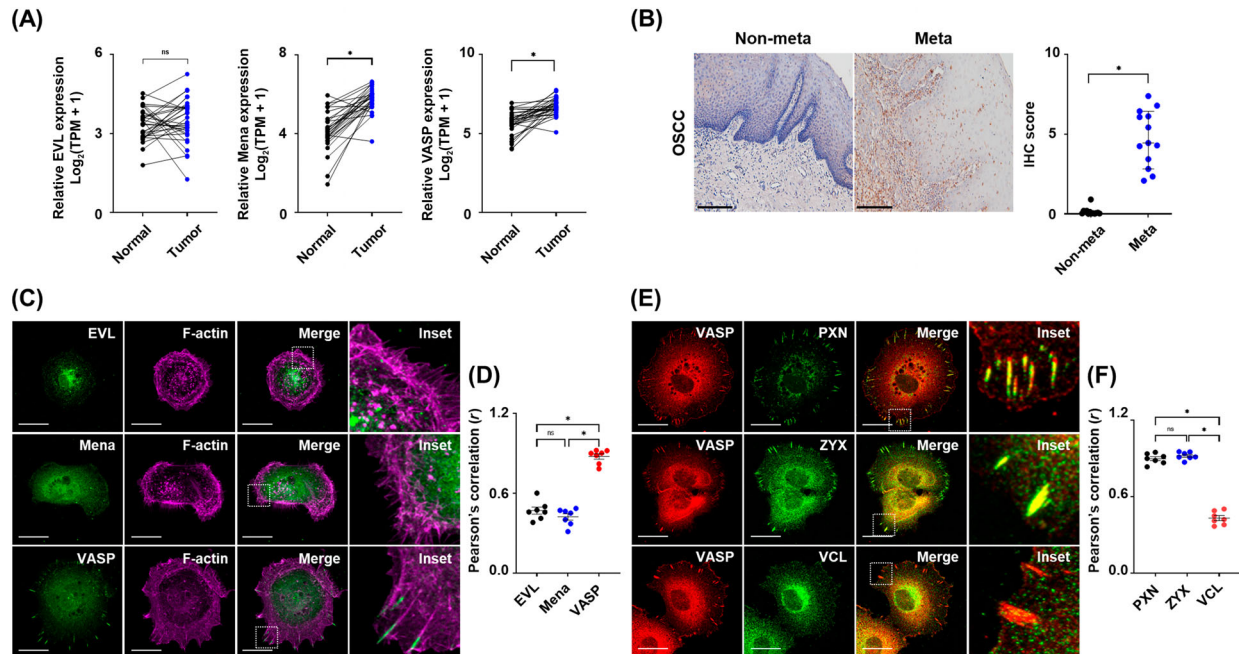 (A)
Relative EVL expression
Log₂(TPM + 1)
6
3
0
ns
Normal
Tumor
Relative Mena expression
Log₂(TPM + 1)
8
4
0
*
Normal
Tumor
Relative VASP expression
Log₂(TPM + 1)
10
5
0
*
Normal
Tumor
(B)
Non-meta
Meta
OSCC
IHC score
10
5
0
*
Non-meta
Meta
(C)
EVL
F-actin
Merge
Inset
Mena
F-actin
Merge
Inset
VASP
F-actin
Merge
Inset
(D)
Pearson's correlation (r)
1.2
0.6
0.0
*
ns
*
EVL
Mena
VASP
(E)
VASP
PXN
Merge
Inset
VASP
ZYX
Merge
Inset
VASP
VCL
Merge
Inset
(F)
Pearson's correlation (r)
1.2
0.6
0.0
*
ns
*
PXN
ZYX
VCL